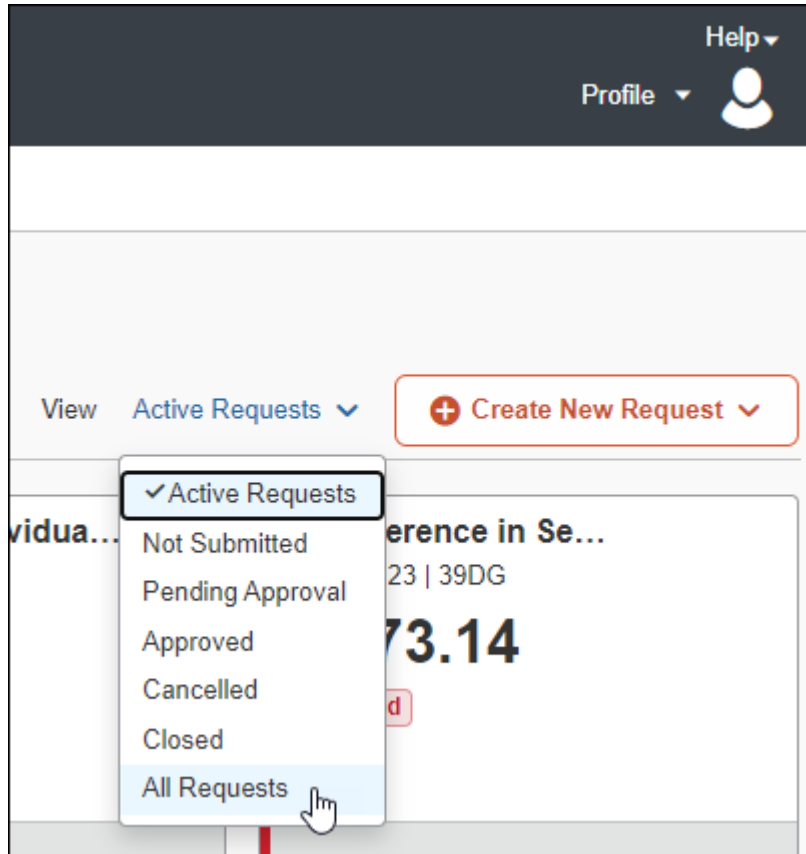 Help
Profile
View Active Requests Create New Request
✓Active Requests
Not Submitted
Pending Approval
Approved
Cancelled
Closed
All Requests
vidua...
erence in Se...
23 | 39DG
73.14
d